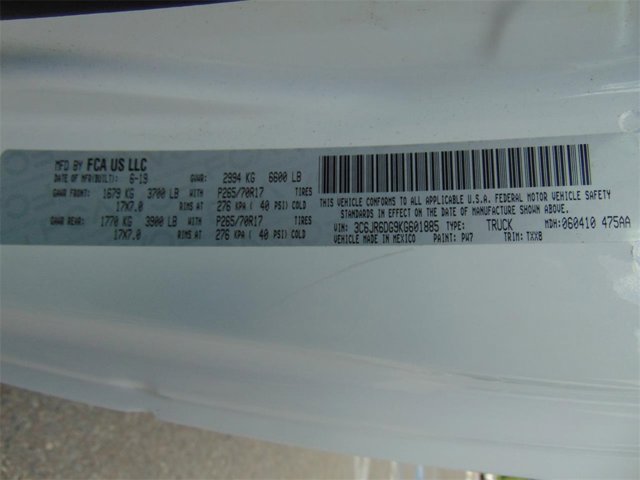 MFD BY FCA US LLC
DATE OF MFR(BUILT): 6-19 GVWR: 2994 KG 6600 LB
GAWR FRONT: 1679 KG 3700 LB WITH P265/70R17 TIRES
17X7.0 RIMS AT 276 KPA ( 40 PSI) COLD
GAWR REAR: 1770 KG 3900 LB WITH P265/70R17 TIRES
17X7.0 RIMS AT 276 KPA ( 40 PSI) COLD
THIS VEHICLE CONFORMS TO ALL APPLICABLE U.S.A. FEDERAL MOTOR VEHICLE SAFETY
STANDARDS IN EFFECT ON THE DATE OF MANUFACTURE SHOWN ABOVE.
VIN: 3C6JR6DG9KG601885 TYPE: TRUCK MDH:060410 475AA
VEHICLE MADE IN MEXICO PAINT: PW7 TRIM: TXX8